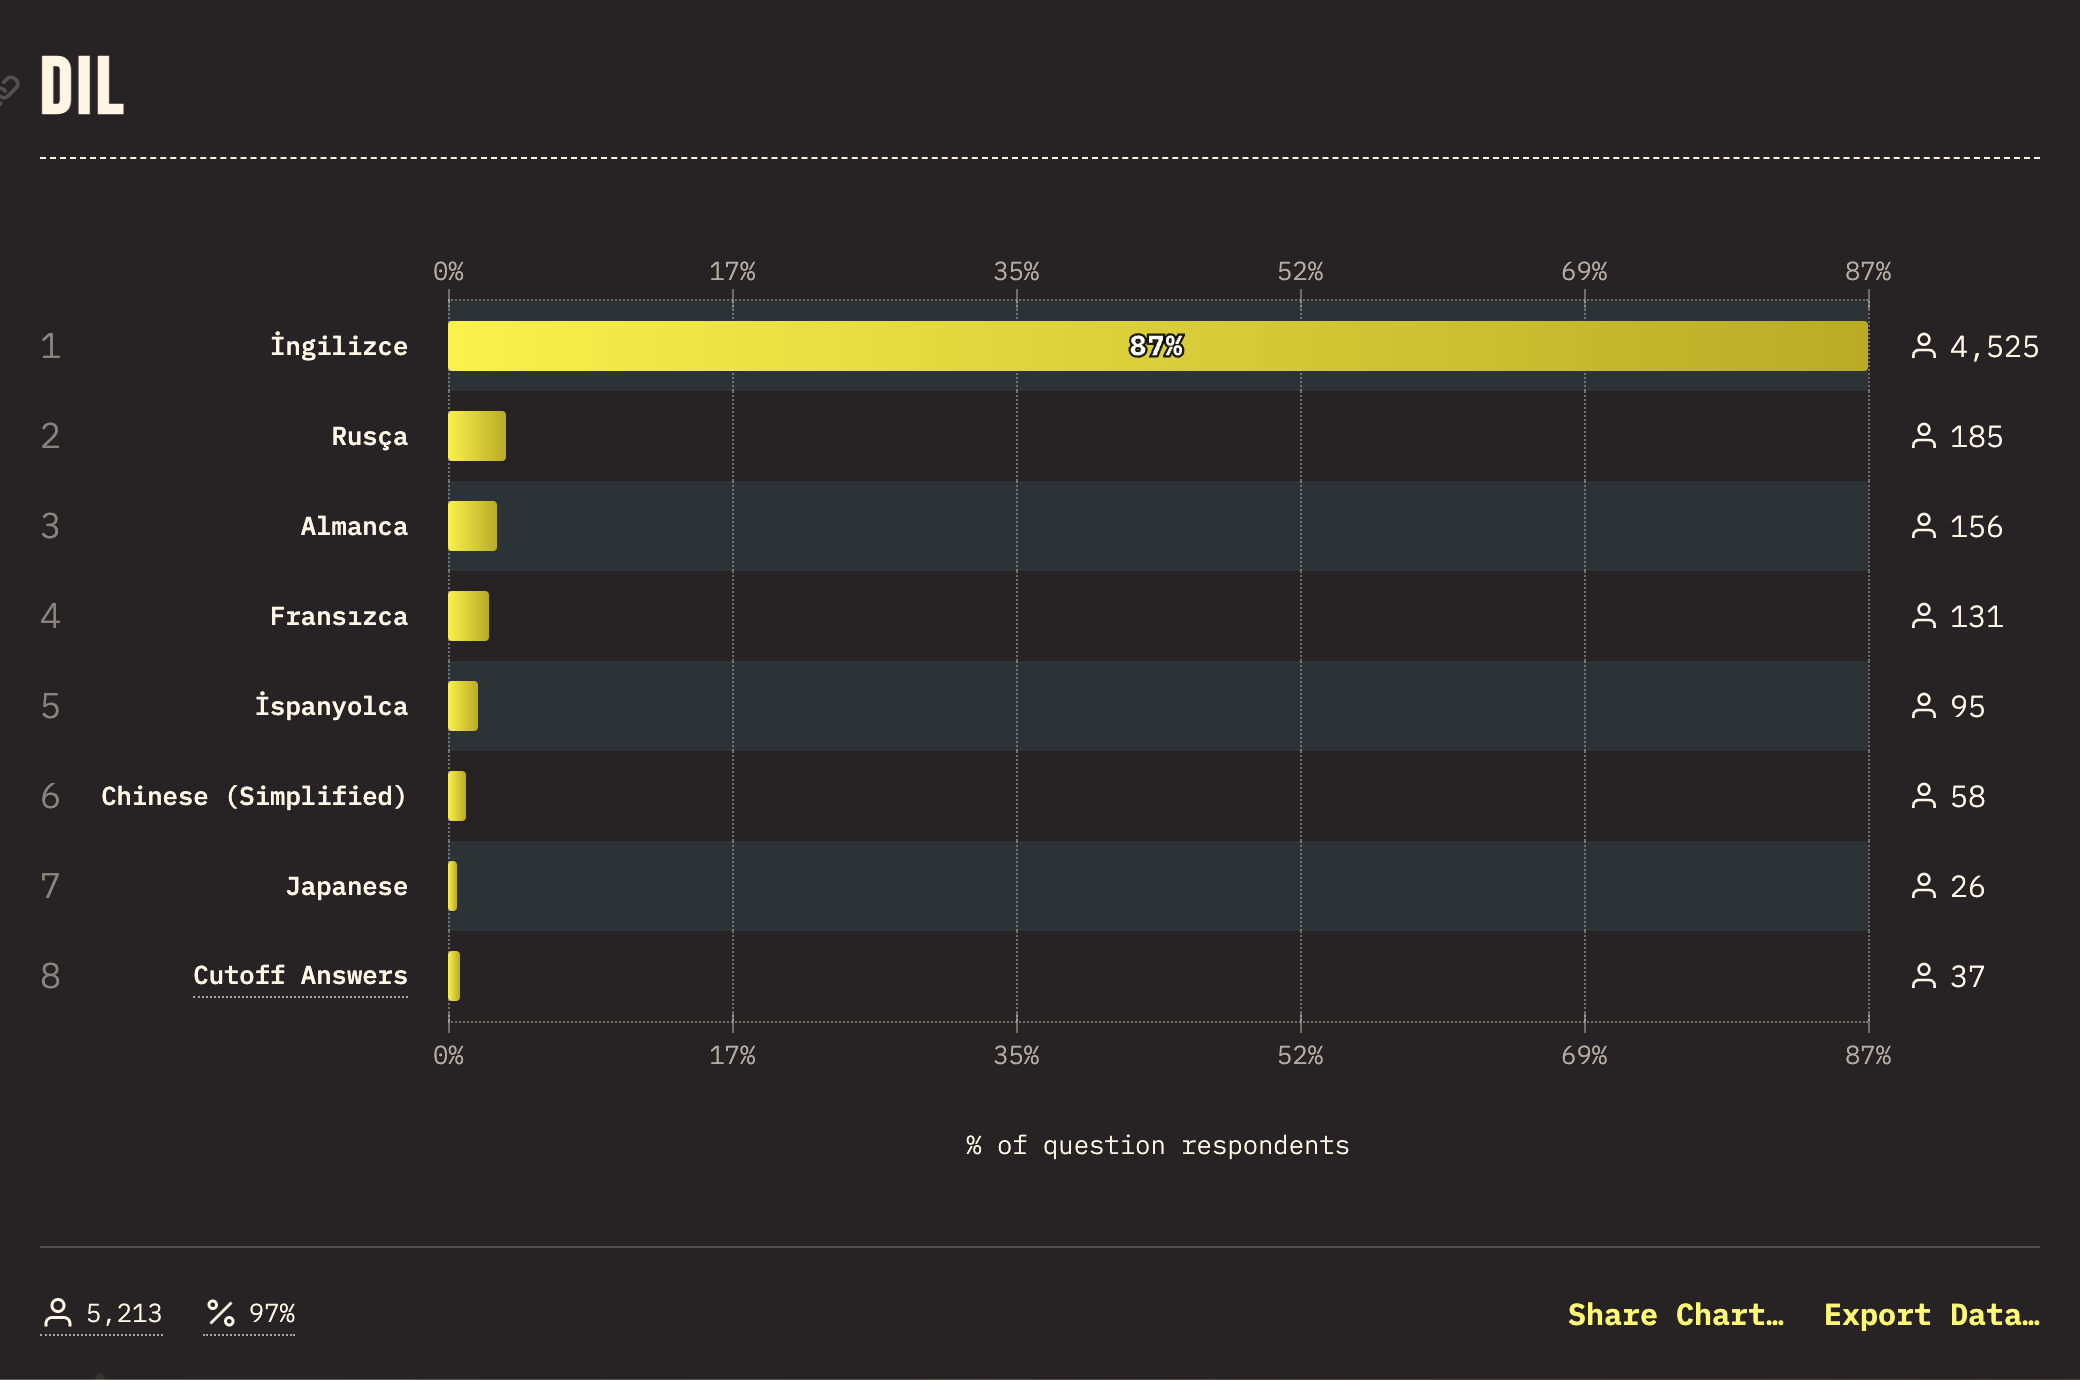 DIL
0% 17% 35% 52% 69% 87%
1 İngilizce 87% 4,525
2 Rusça 185
3 Almanca 156
4 Fransızca 131
5 İspanyolca 95
6 Chinese (Simplified) 58
7 Japanese 26
8 Cutoff Answers 37
0% 17% 35% 52% 69% 87%
% of question respondents
5,213 97% Share Chart… Export Data…